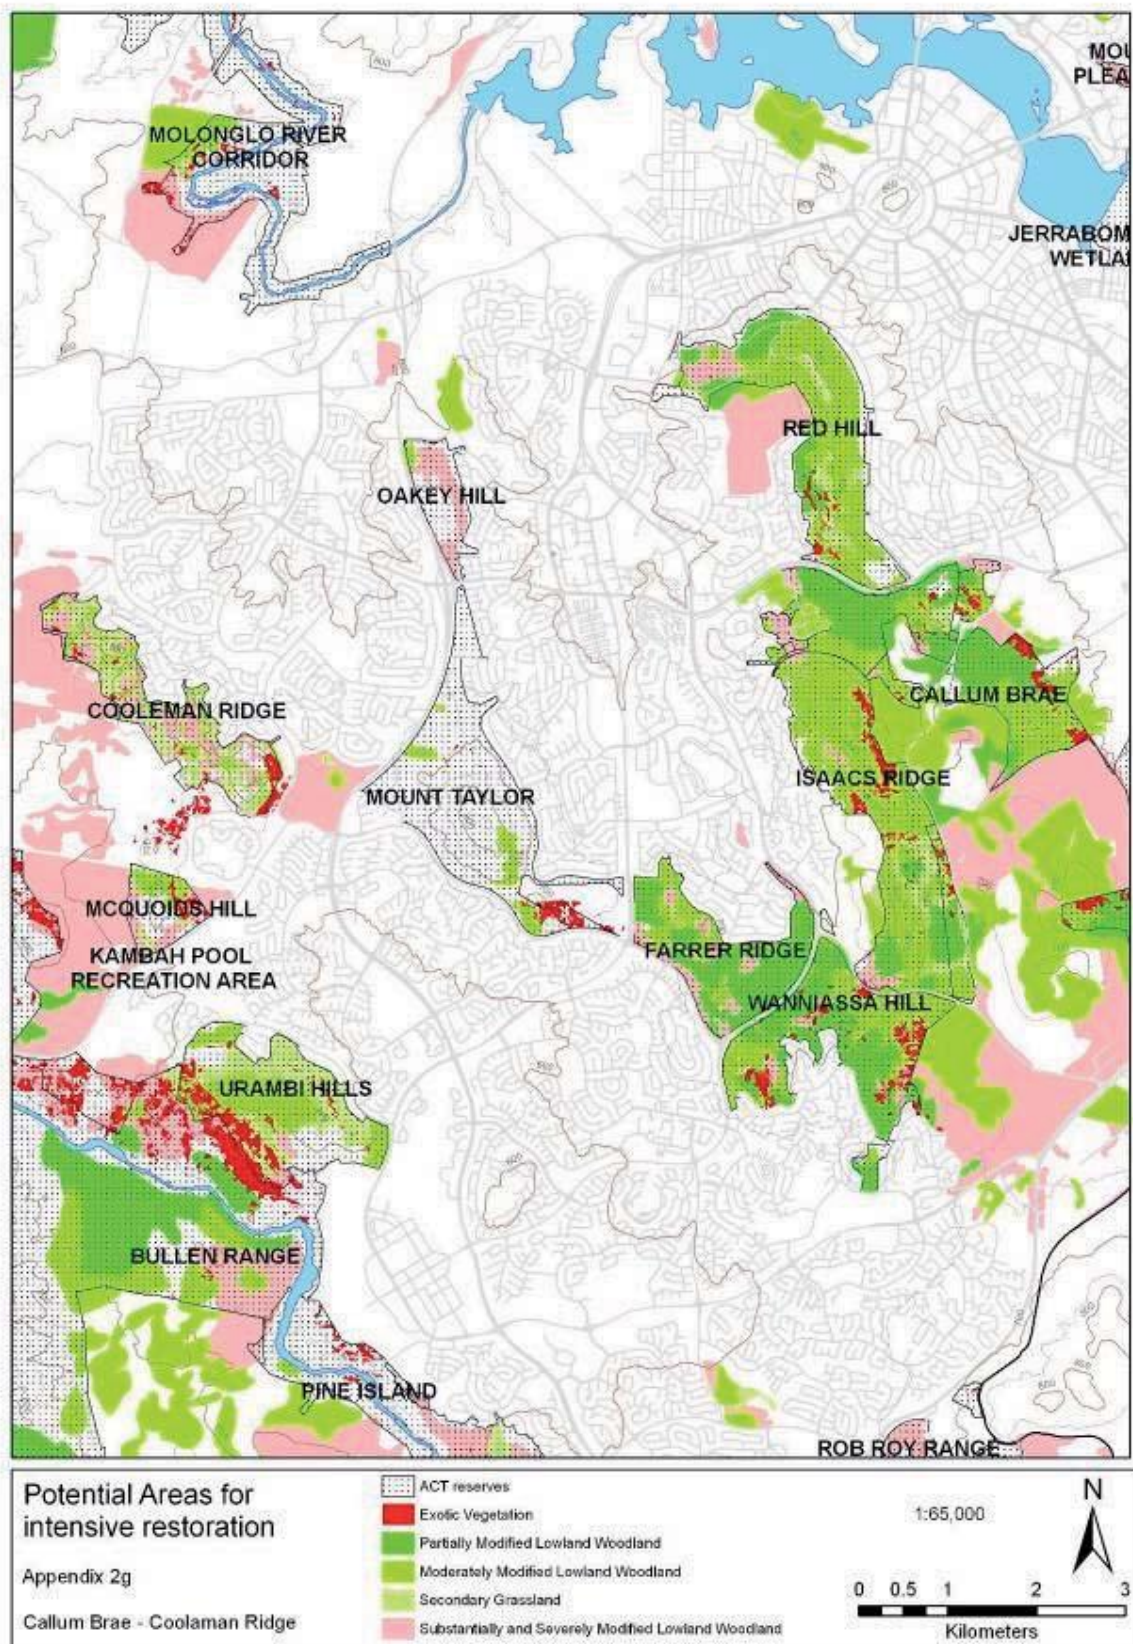 MOU
PLEA
MOLONGLO RIVER
CORRIDOR
JERRABOM
WETLA
RED HILL
OAKEY HILL
CALLUM BRAE
COOLEMAN RIDGE
ISAACS RIDGE
MOUNT TAYLOR
MCQUOIDS HILL
FARRER RIDGE
KAMBAH POOL
RECREATION AREA
WANNIASSA HILL
URAMBI HILLS
BULLEN RANGE
PINE ISLAND
ROB ROY RANGE
Potential Areas for
intensive restoration
Appendix 2g
Callum Brae - Coolaman Ridge
ACT reserves
Exotic Vegetation
Partially Modified Lowland Woodland
Moderately Modified Lowland Woodland
Secondary Grassland
Substantially and Severely Modified Lowland Woodland
1:65,000
N
0 0.5 1 2 3
Kilometers